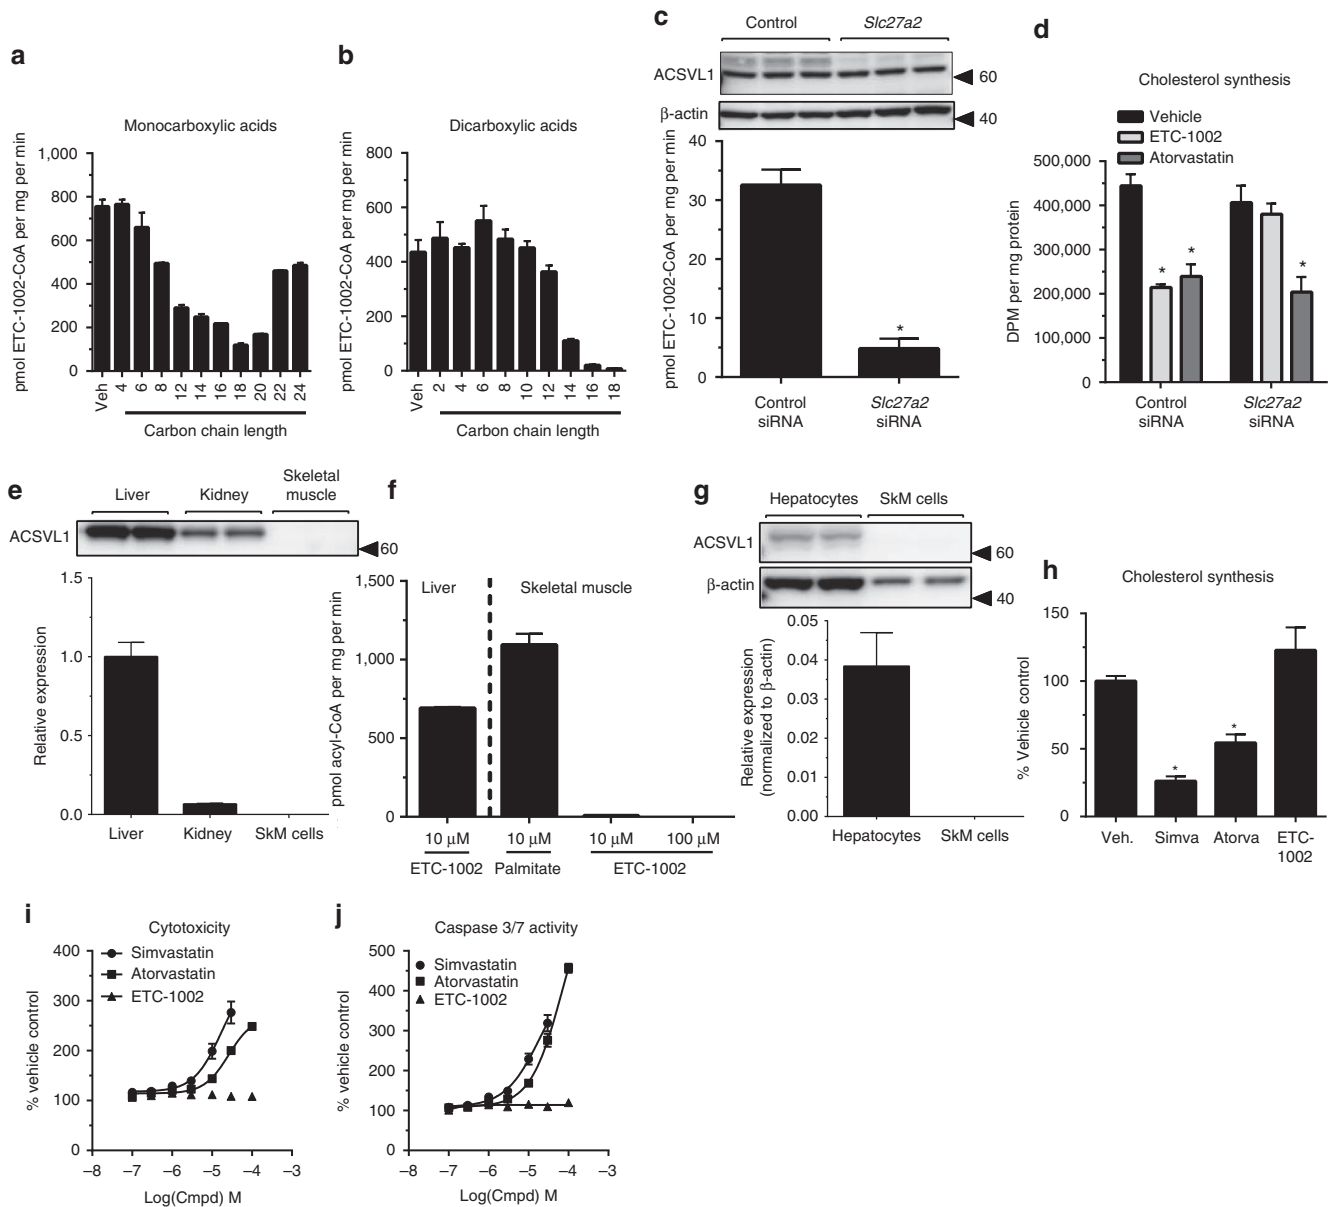 a
Monocarboxylic acids
pmol ETC-1002-CoA per mg per min
1,000
800
600
400
200
0
Veh 4 6 8 12 14 16 18 20 22 24
Carbon chain length
b
Dicarboxylic acids
pmol ETC-1002-CoA per mg per min
800
600
400
200
0
Veh 2 4 6 8 10 12 14 16 18
Carbon chain length
c
Control Slc27a2
ACSVL1 60
β-actin 40
pmol ETC-1002-CoA per mg per min
40
30
20
10
0
*
Control siRNA
Slc27a2 siRNA
d
Cholesterol synthesis
Vehicle
ETC-1002
Atorvastatin
DPM per mg protein
500,000
400,000
300,000
200,000
100,000
0
* * *
Control siRNA
Slc27a2 siRNA
e
Liver Kidney Skeletal muscle
ACSVL1 60
Relative expression
1.5
1.0
0.5
0.0
Liver Kidney SkM cells
f
pmol acyl-CoA per mg per min
1,500
1,000
500
0
Liver Skeletal muscle
10 μM 10 μM 10 μM 100 μM
ETC-1002 Palmitate ETC-1002
g
Hepatocytes SkM cells
ACSVL1 60
β-actin 40
Relative expression
(normalized to β-actin)
0.05
0.04
0.03
0.02
0.01
0.00
Hepatocytes SkM cells
h
Cholesterol synthesis
% Vehicle control
150
100
50
0
* *
Veh. Simva Atorva ETC-1002
i
Cytotoxicity
% vehicle control
400
300
200
100
0
Simvastatin
Atorvastatin
ETC-1002
–8 –7 –6 –5 –4 –3
Log(Cmpd) M
j
Caspase 3/7 activity
% vehicle control
500
400
300
200
100
0
Simvastatin
Atorvastatin
ETC-1002
–8 –7 –6 –5 –4 –3
Log(Cmpd) M